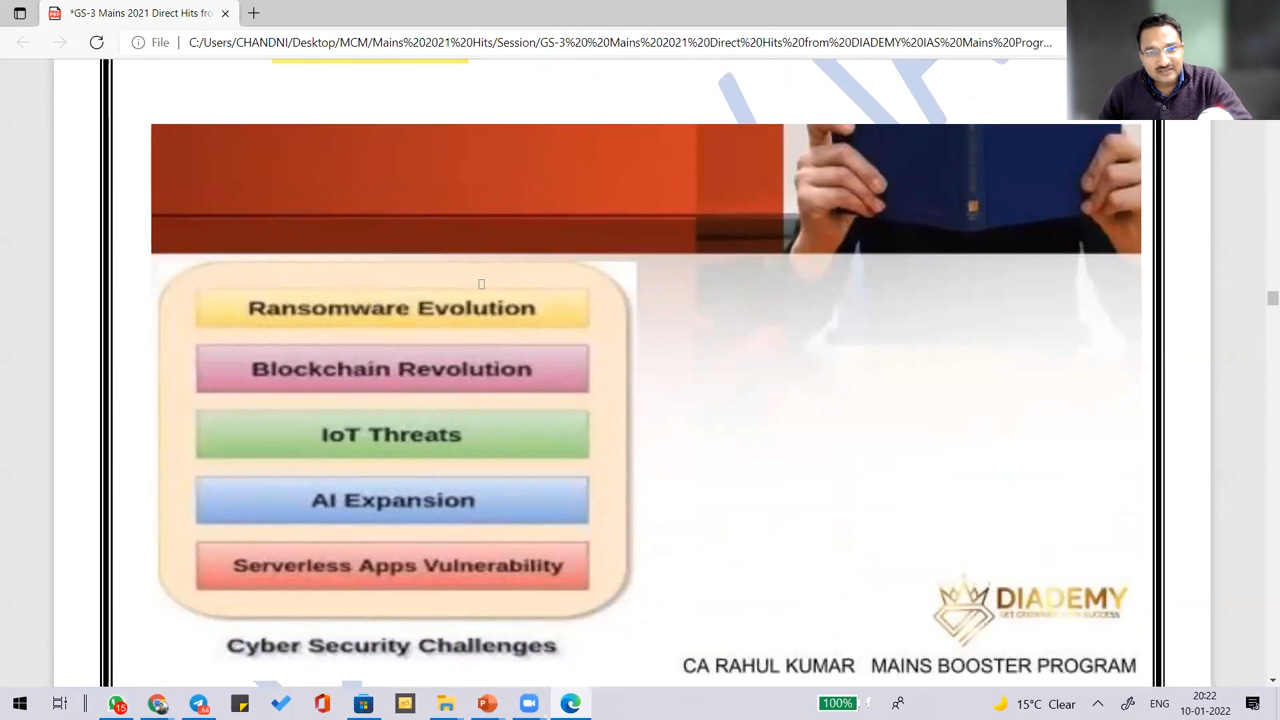 *GS-3 Mains 2021 Direct Hits fro
File
C:/Users/CHANDNI/Desktop/MCM/Mains%202021%20Hits/Session/GS-3%20%20Mains%202021%20Direct%20Hits%20from%20DIADEMY%20IAS%20Mains%20Progr...
Ransomware Evolution
Blockchain Revolution
IoT Threats
AI Expansion
Serverless Apps Vulnerability
Cyber Security Challenges
DIADEMY
CA RAHUL KUMAR MAINS BOOSTER PROGRAM
15
64
100%
15°C Clear
ENG
20:22
10-01-2022